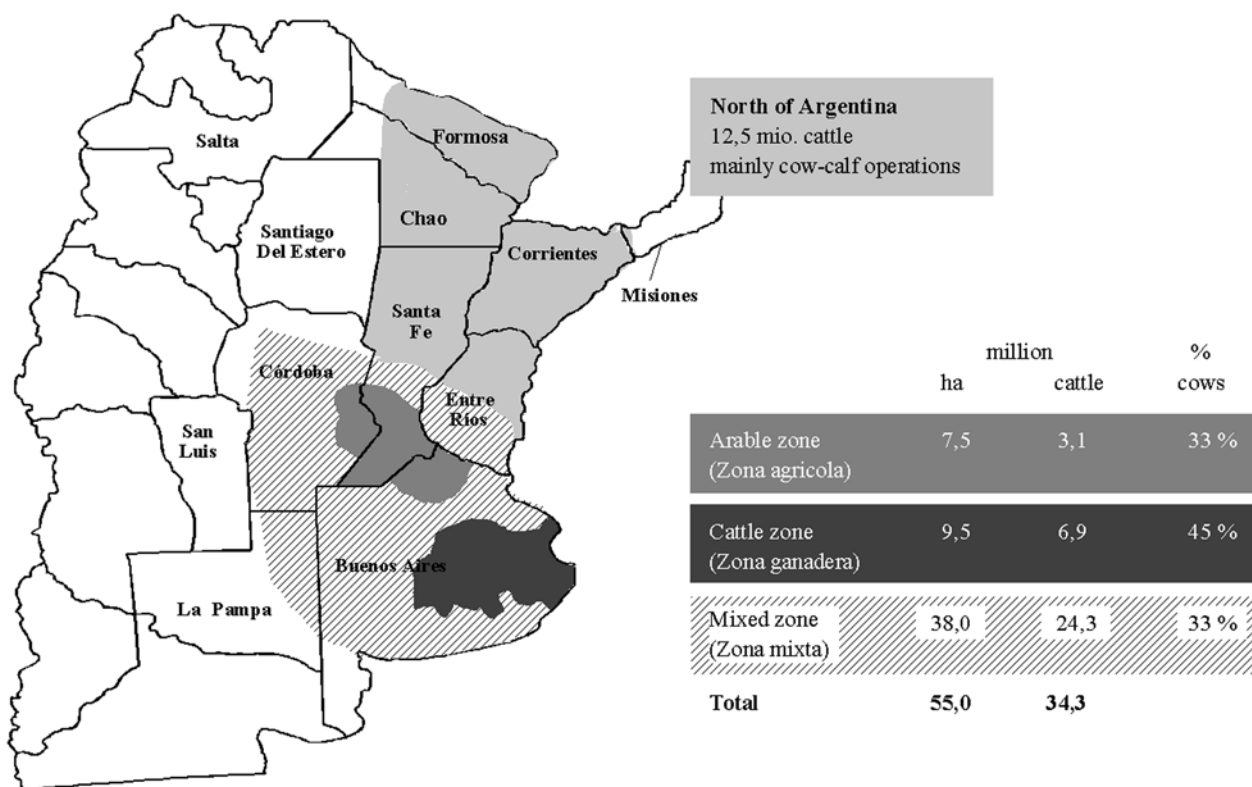 North of Argentina
12,5 mio. cattle
mainly cow-calf operations
Salta
Formosa
Chao
Santiago
Del Estero
Corrientes
Misiones
Santa
Fe
Córdoba
Entre
Ríos
San
Luis
Buenos Aires
La Pampa
million %
ha cattle cows
Arable zone 7,5 3,1 33 %
(Zona agricola)
Cattle zone 9,5 6,9 45 %
(Zona ganadera)
Mixed zone 38,0 24,3 33 %
(Zona mixta)
Total 55,0 34,3